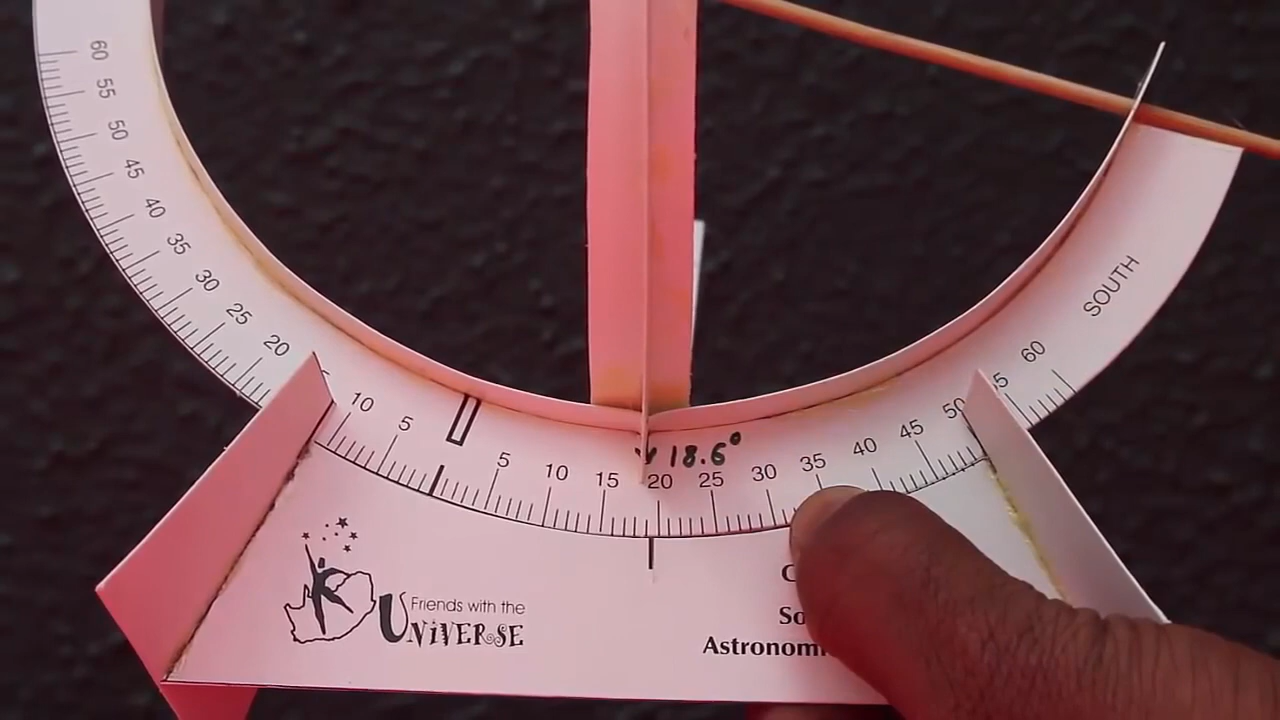 60 55 50 45 40 35 30 25 20
10 5
5 10 15 20 25 30 35 40 45 50
60
SOUTH
18.6°
Friends with the
UNiVERSE
Astronom